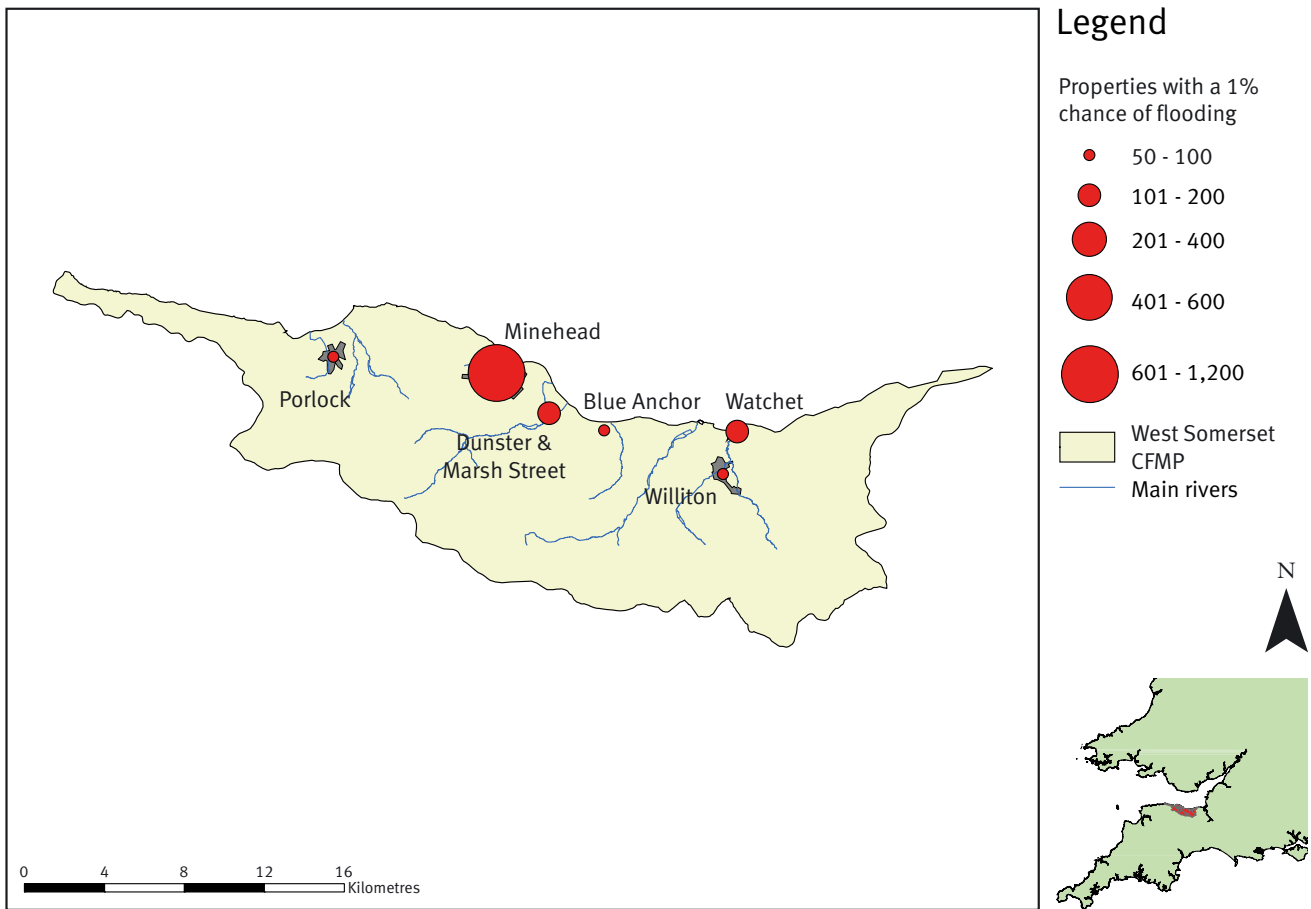 Legend
Properties with a 1%
chance of flooding
50 - 100
101 - 200
201 - 400
401 - 600
601 - 1,200
West Somerset
CFMP
Main rivers
N
Minehead
Porlock
Blue Anchor
Watchet
Dunster &
Marsh Street
Williton
0 4 8 12 16
Kilometres